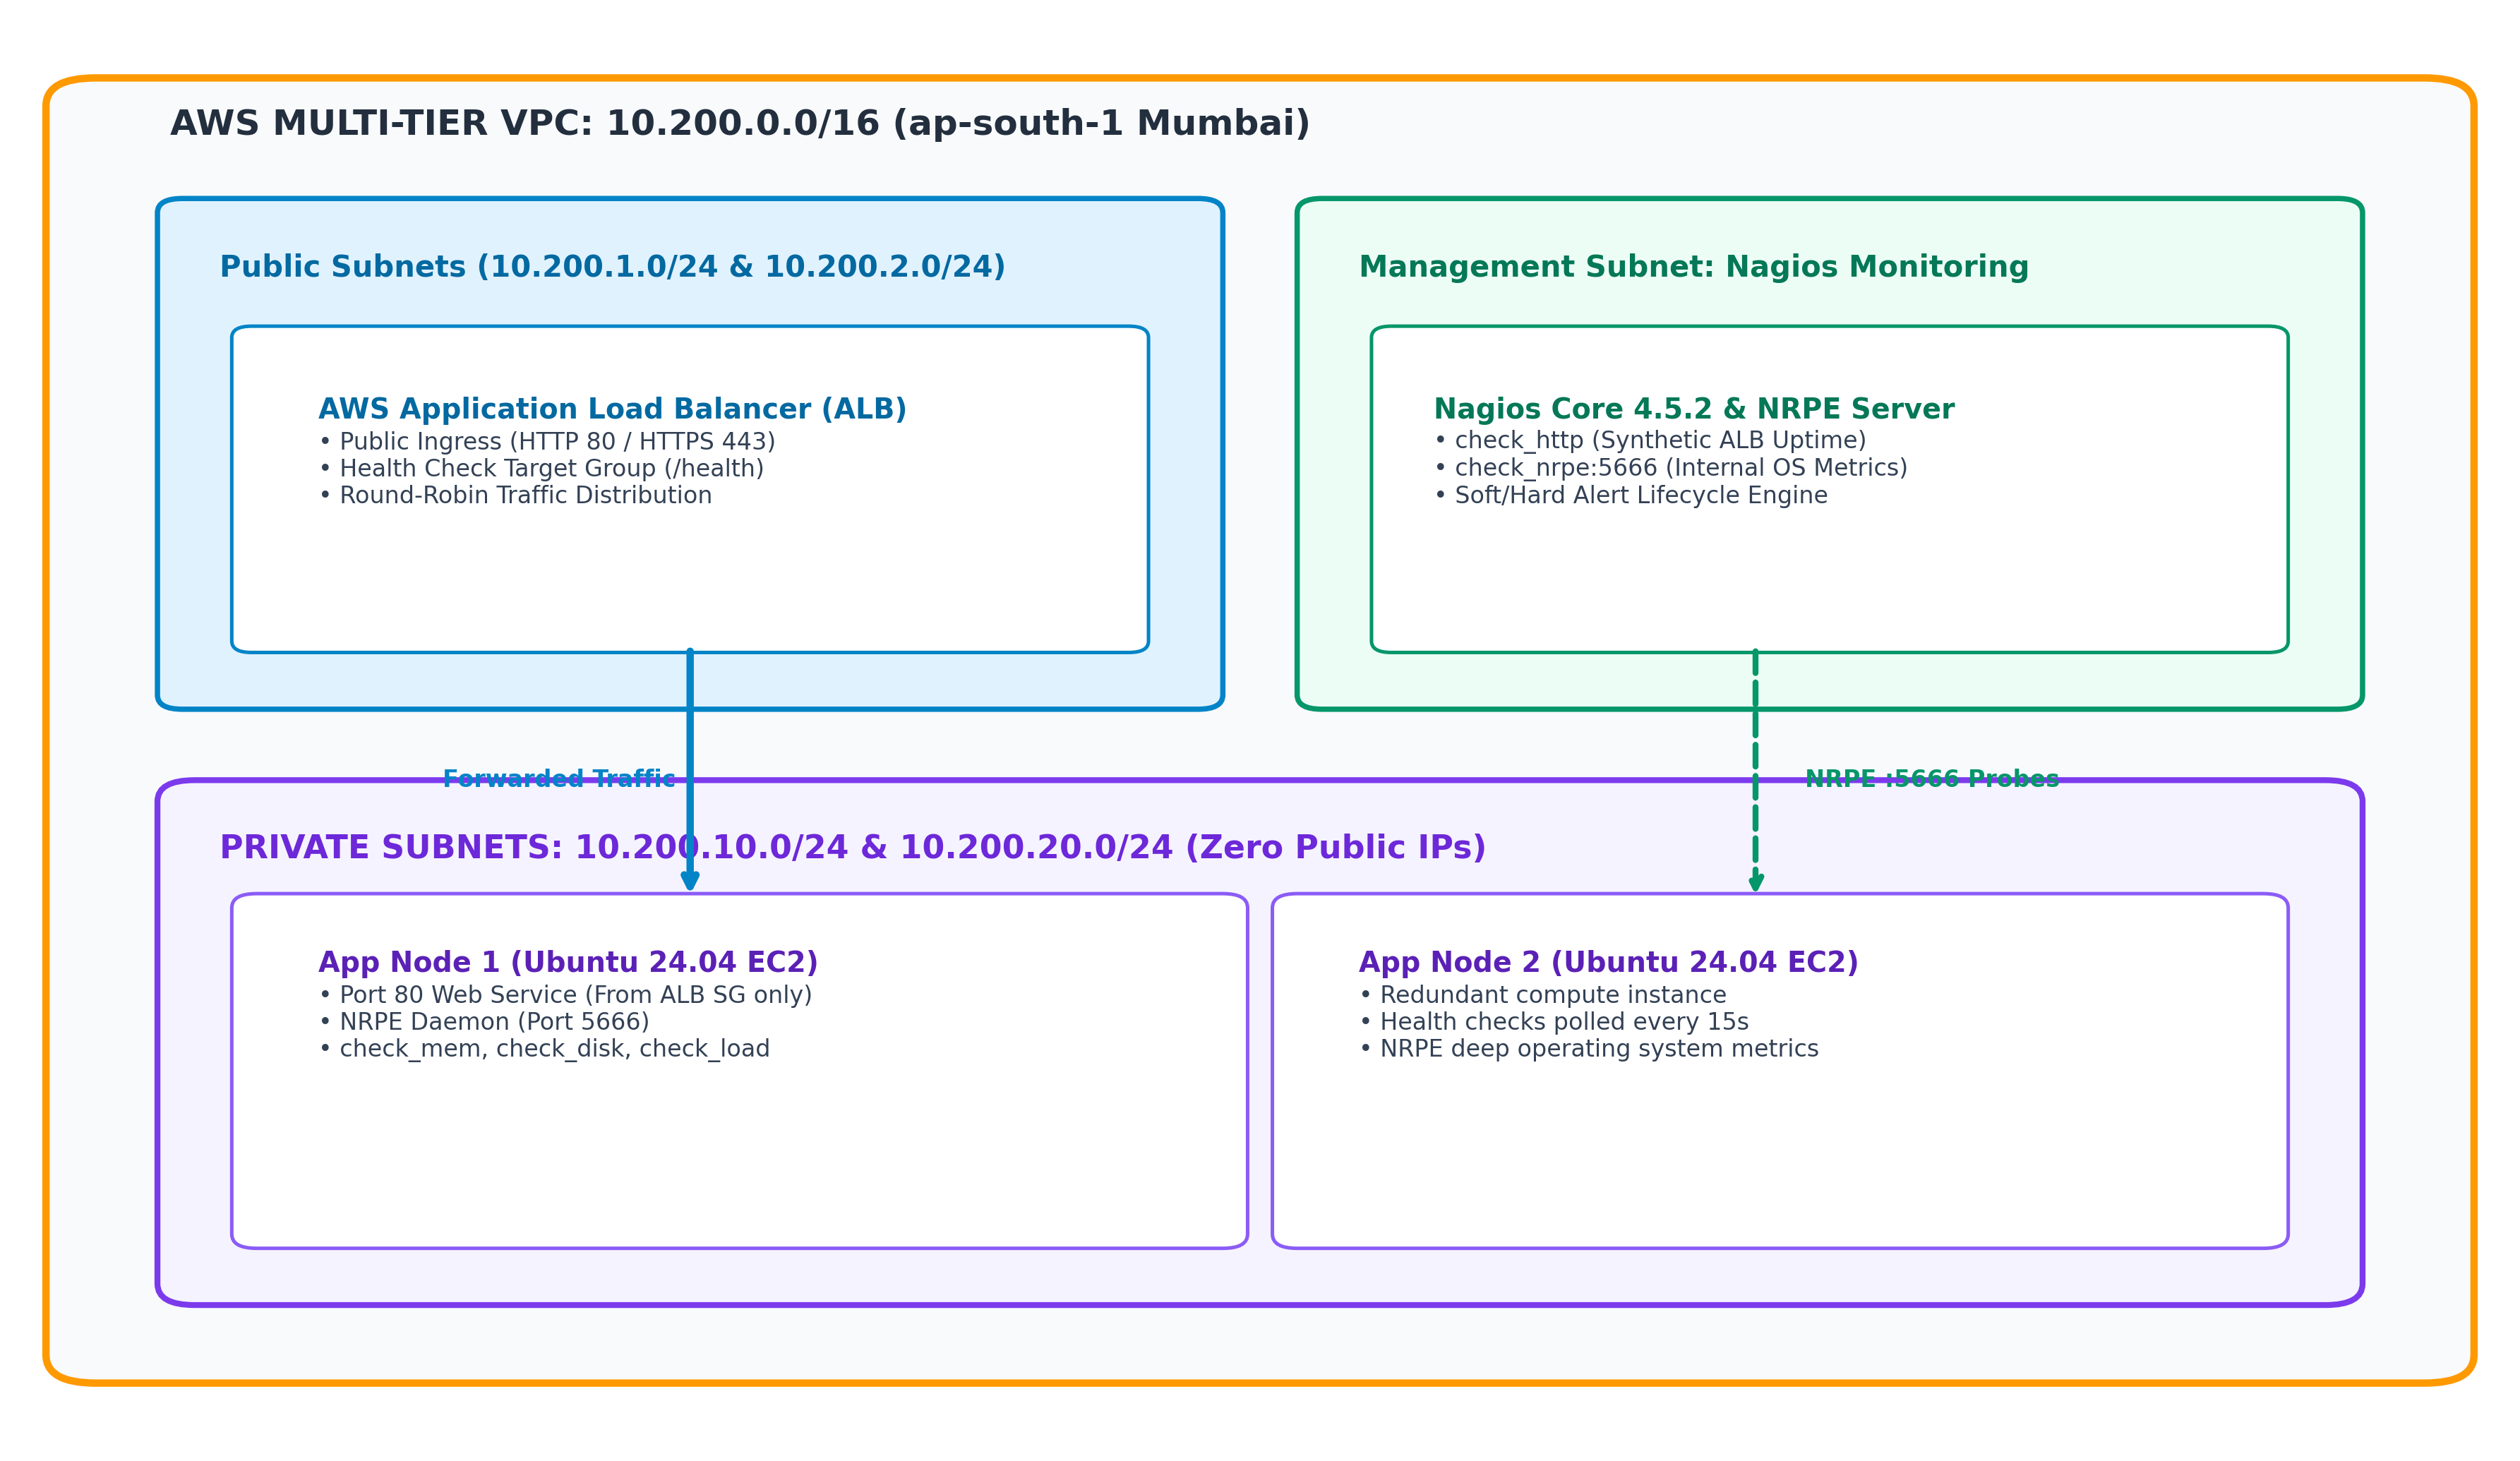 AWS MULTI-TIER VPC: 10.200.0.0/16 (ap-south-1 Mumbai)
Public Subnets (10.200.1.0/24 & 10.200.2.0/24)
AWS Application Load Balancer (ALB)
• Public Ingress (HTTP 80 / HTTPS 443)
• Health Check Target Group (/health)
• Round-Robin Traffic Distribution
Management Subnet: Nagios Monitoring
Nagios Core 4.5.2 & NRPE Server
• check_http (Synthetic ALB Uptime)
• check_nrpe:5666 (Internal OS Metrics)
• Soft/Hard Alert Lifecycle Engine
Forwarded Traffic
NRPE :5666 Probes
PRIVATE SUBNETS: 10.200.10.0/24 & 10.200.20.0/24 (Zero Public IPs)
App Node 1 (Ubuntu 24.04 EC2)
• Port 80 Web Service (From ALB SG only)
• NRPE Daemon (Port 5666)
• check_mem, check_disk, check_load
App Node 2 (Ubuntu 24.04 EC2)
• Redundant compute instance
• Health checks polled every 15s
• NRPE deep operating system metrics